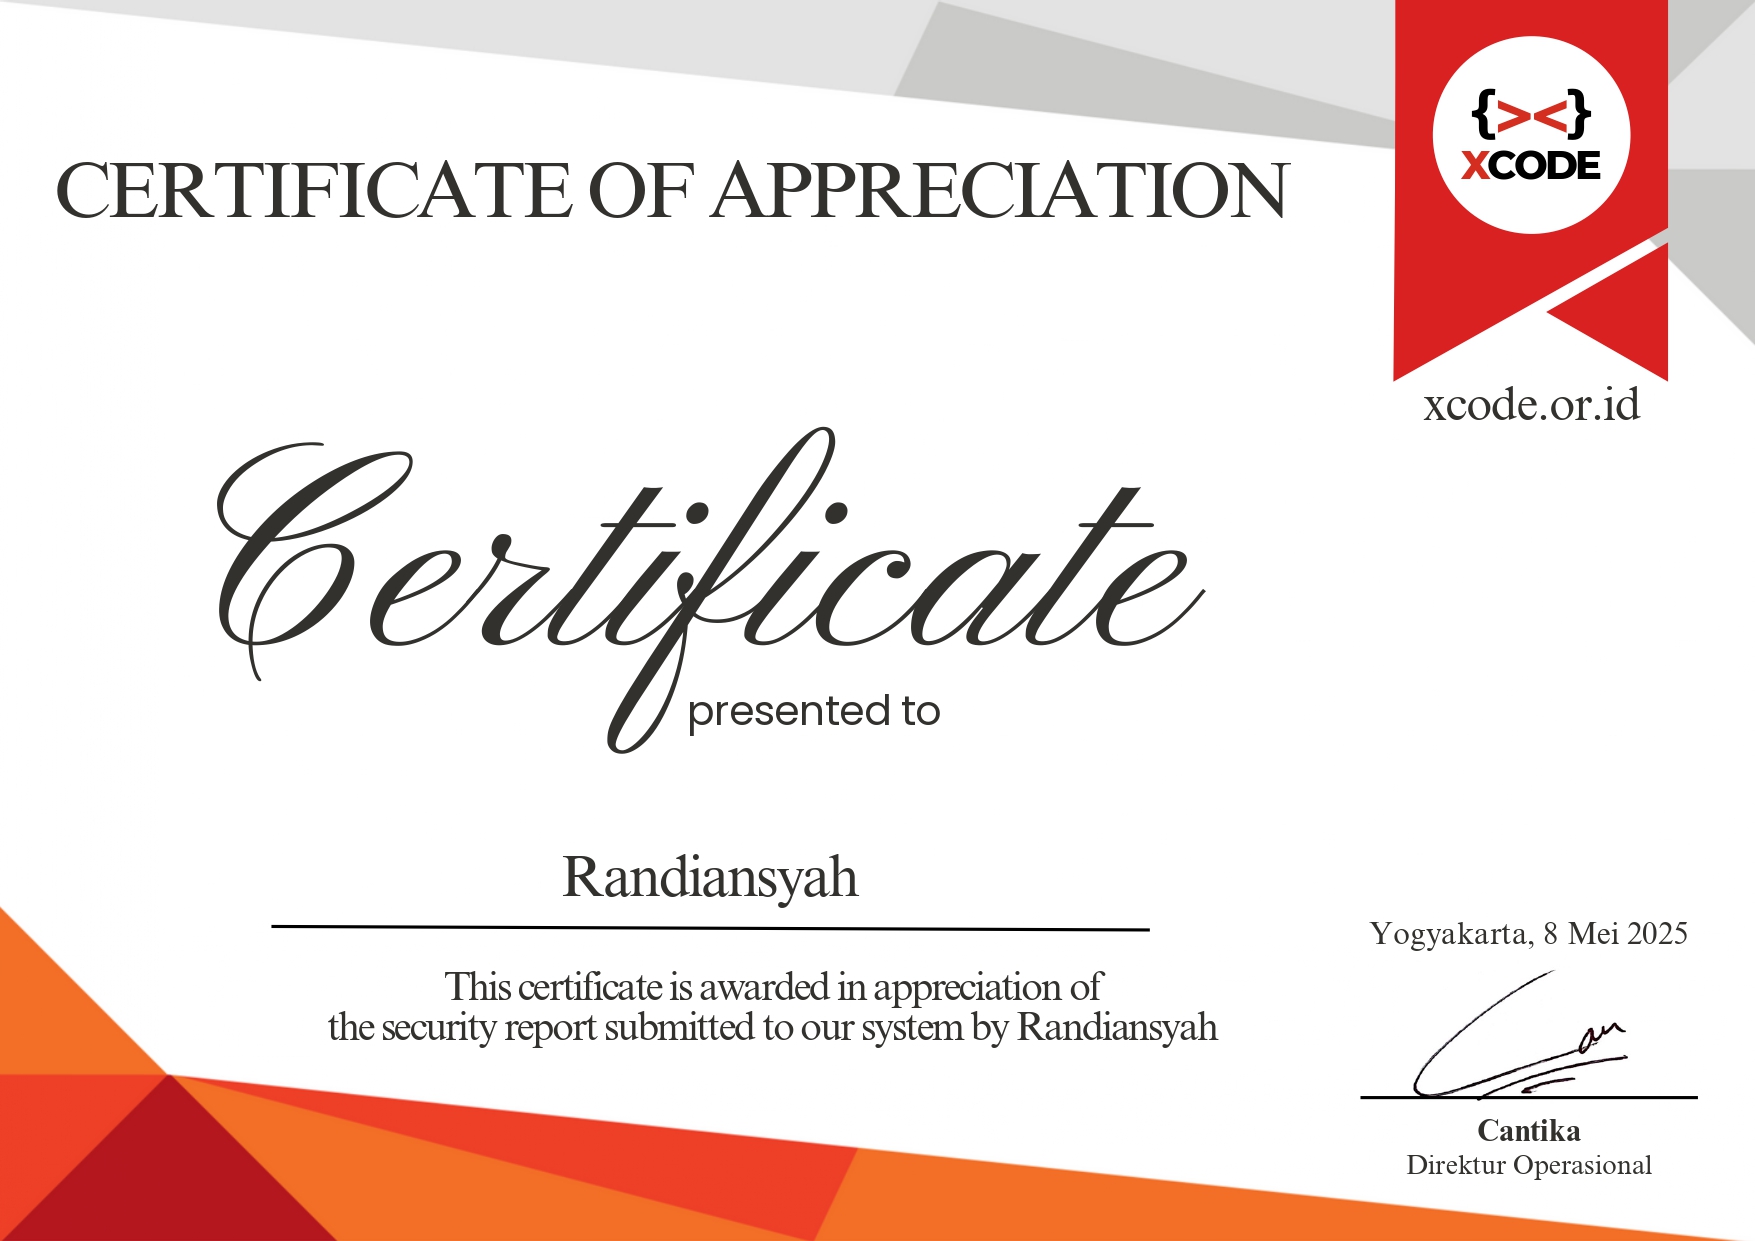 {><}
XCODE
CERTIFICATE OF APPRECIATION
xcode.or.id
Certificate
presented to
Randiansyah
This certificate is awarded in appreciation of
the security report submitted to our system by Randiansyah
Yogyakarta, 8 Mei 2025
Cantika
Direktur Operasional